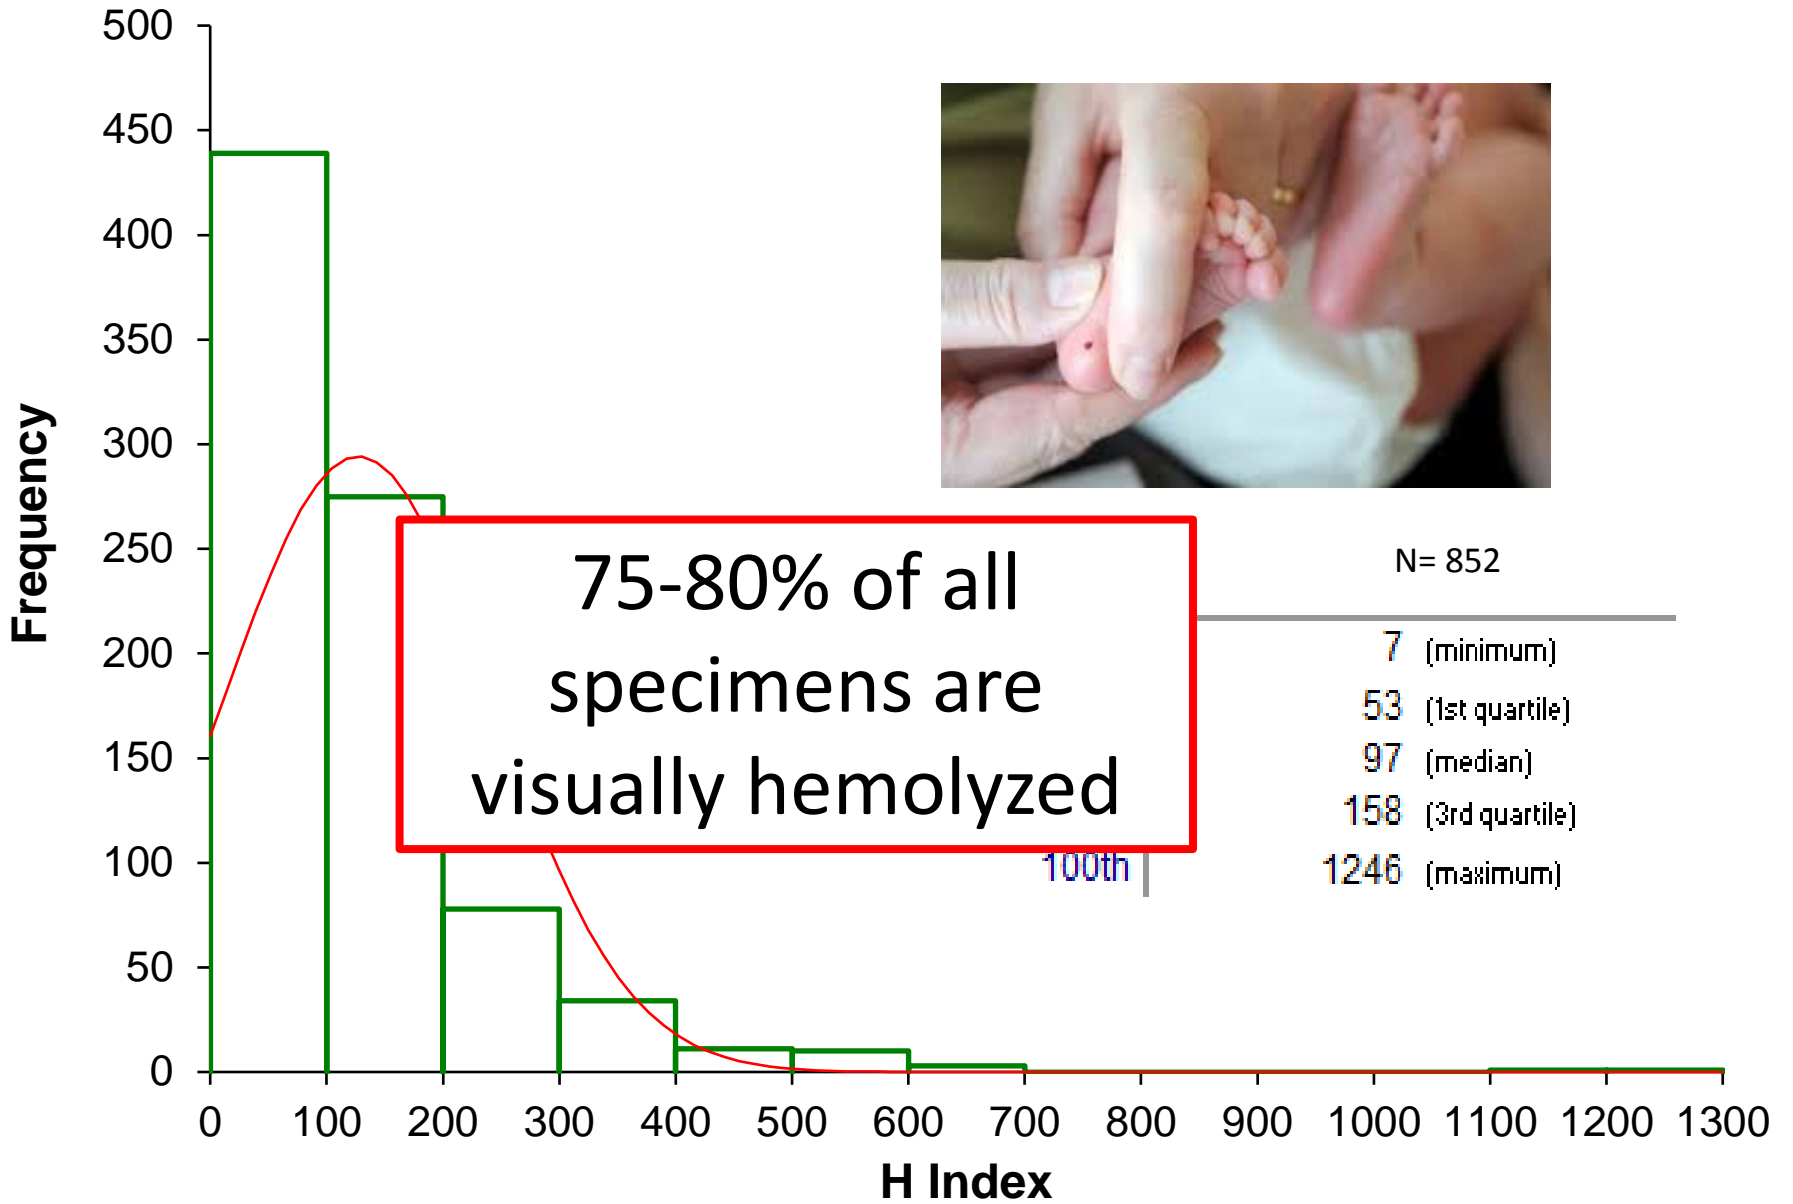 500
450
400
350
300
250
200
150
100
50
0
Frequency
75-80% of all
specimens are
visually hemolyzed
N= 852
7 (minimum)
53 (1st quartile)
97 (median)
158 (3rd quartile)
100th 1246 (maximum)
0 100 200 300 400 500 600 700 800 900 1000 1100 1200 1300
H Index